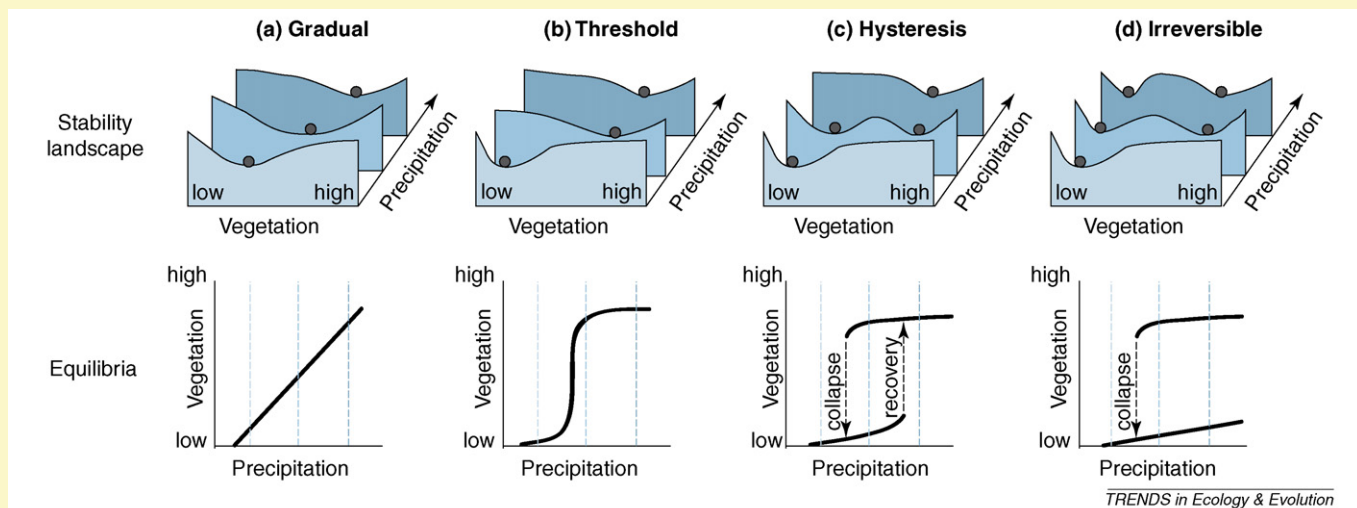 (a) Gradual
(b) Threshold
(c) Hysteresis
(d) Irreversible
Stability
landscape
low
high
Vegetation
Precipitation
low
high
Vegetation
Precipitation
low
high
Vegetation
Precipitation
low
high
Vegetation
Precipitation
Equilibria
high
Vegetation
low
Precipitation
high
Vegetation
low
Precipitation
high
Vegetation
low
collapse
recovery
Precipitation
high
Vegetation
low
collapse
Precipitation
TRENDS in Ecology & Evolution